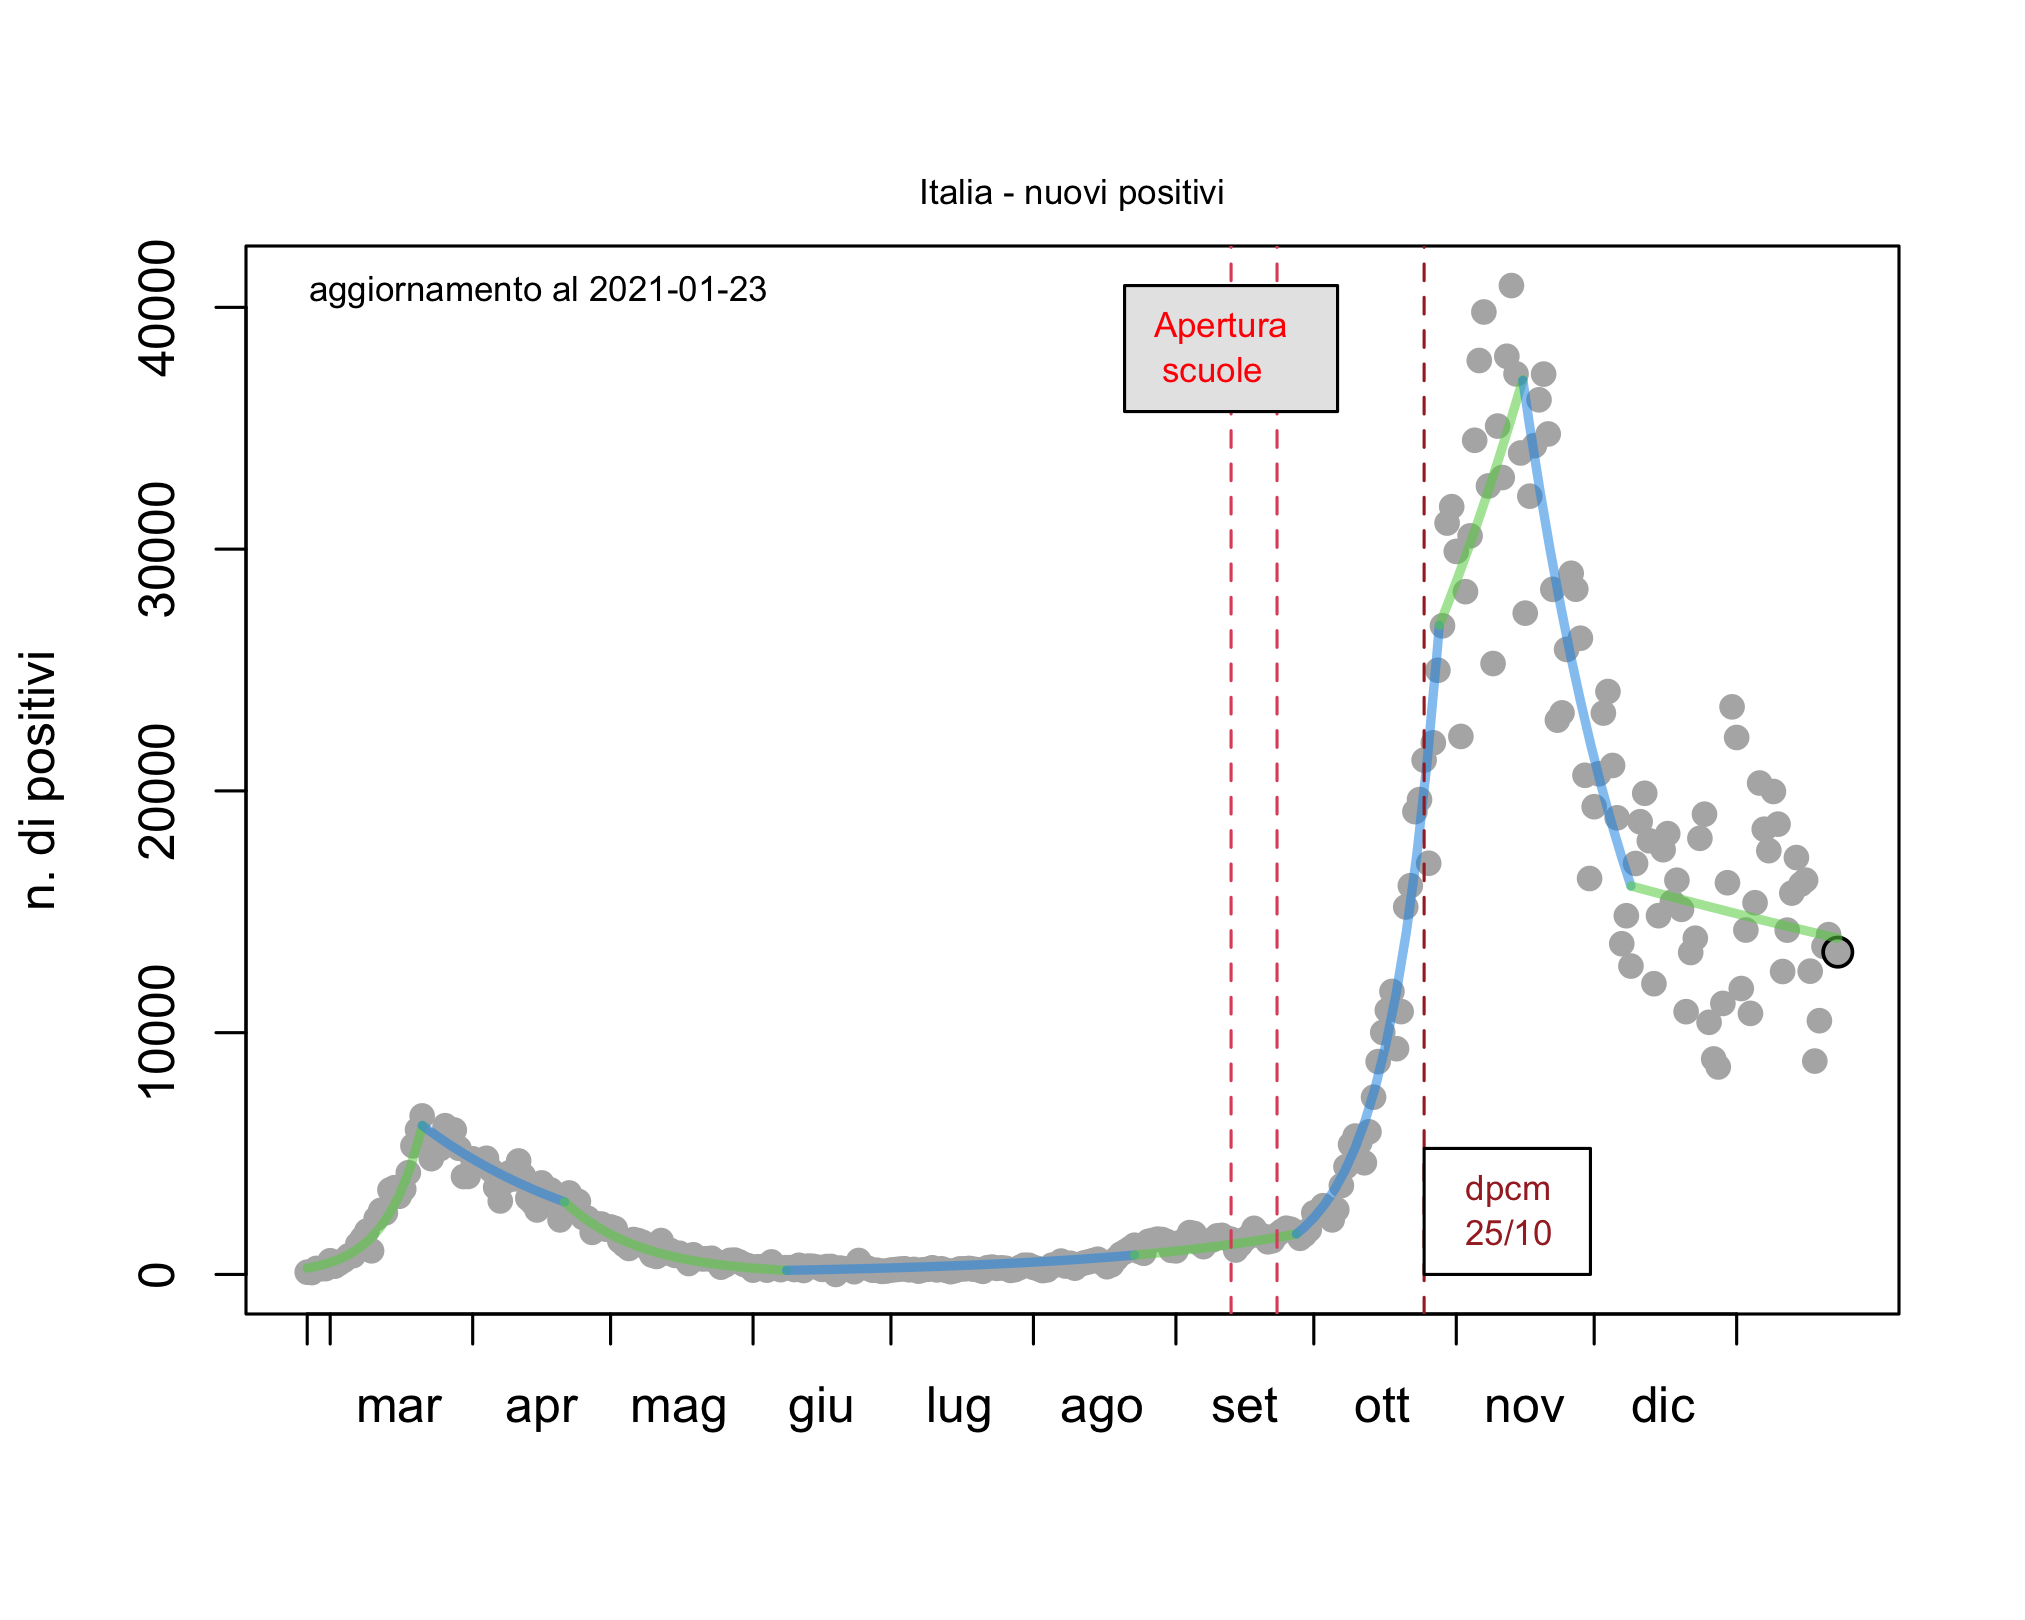 Italia - nuovi positivi
aggiornamento al 2021-01-23
Apertura
scuole
dpcm
25/10
n. di positivi
40000
30000
20000
10000
0
mar apr mag giu lug ago set ott nov dic